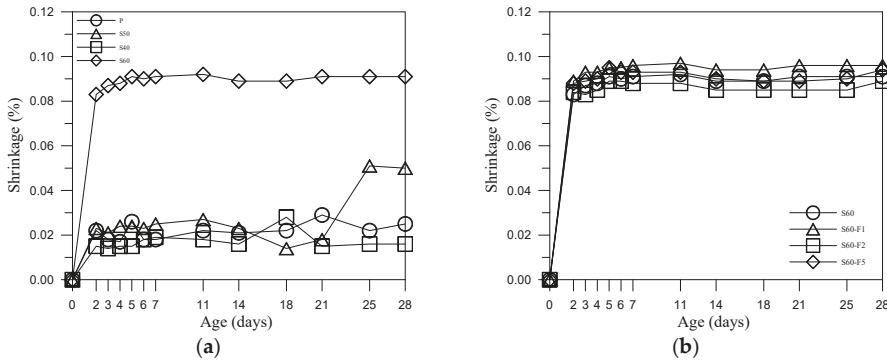 0.12
0.10
0.08
0.06
0.04
0.02
0.00
Shrinkage (%)
P
S50
S40
S60
0 2 3 4 5 6 7 11 14 18 21 25 28
Age (days)
(a)
0.12
0.10
0.08
0.06
0.04
0.02
0.00
Shrinkage (%)
S60
S60-F1
S60-F2
S60-F5
0 2 3 4 5 6 7 11 14 18 21 25 28
Age (days)
(b)